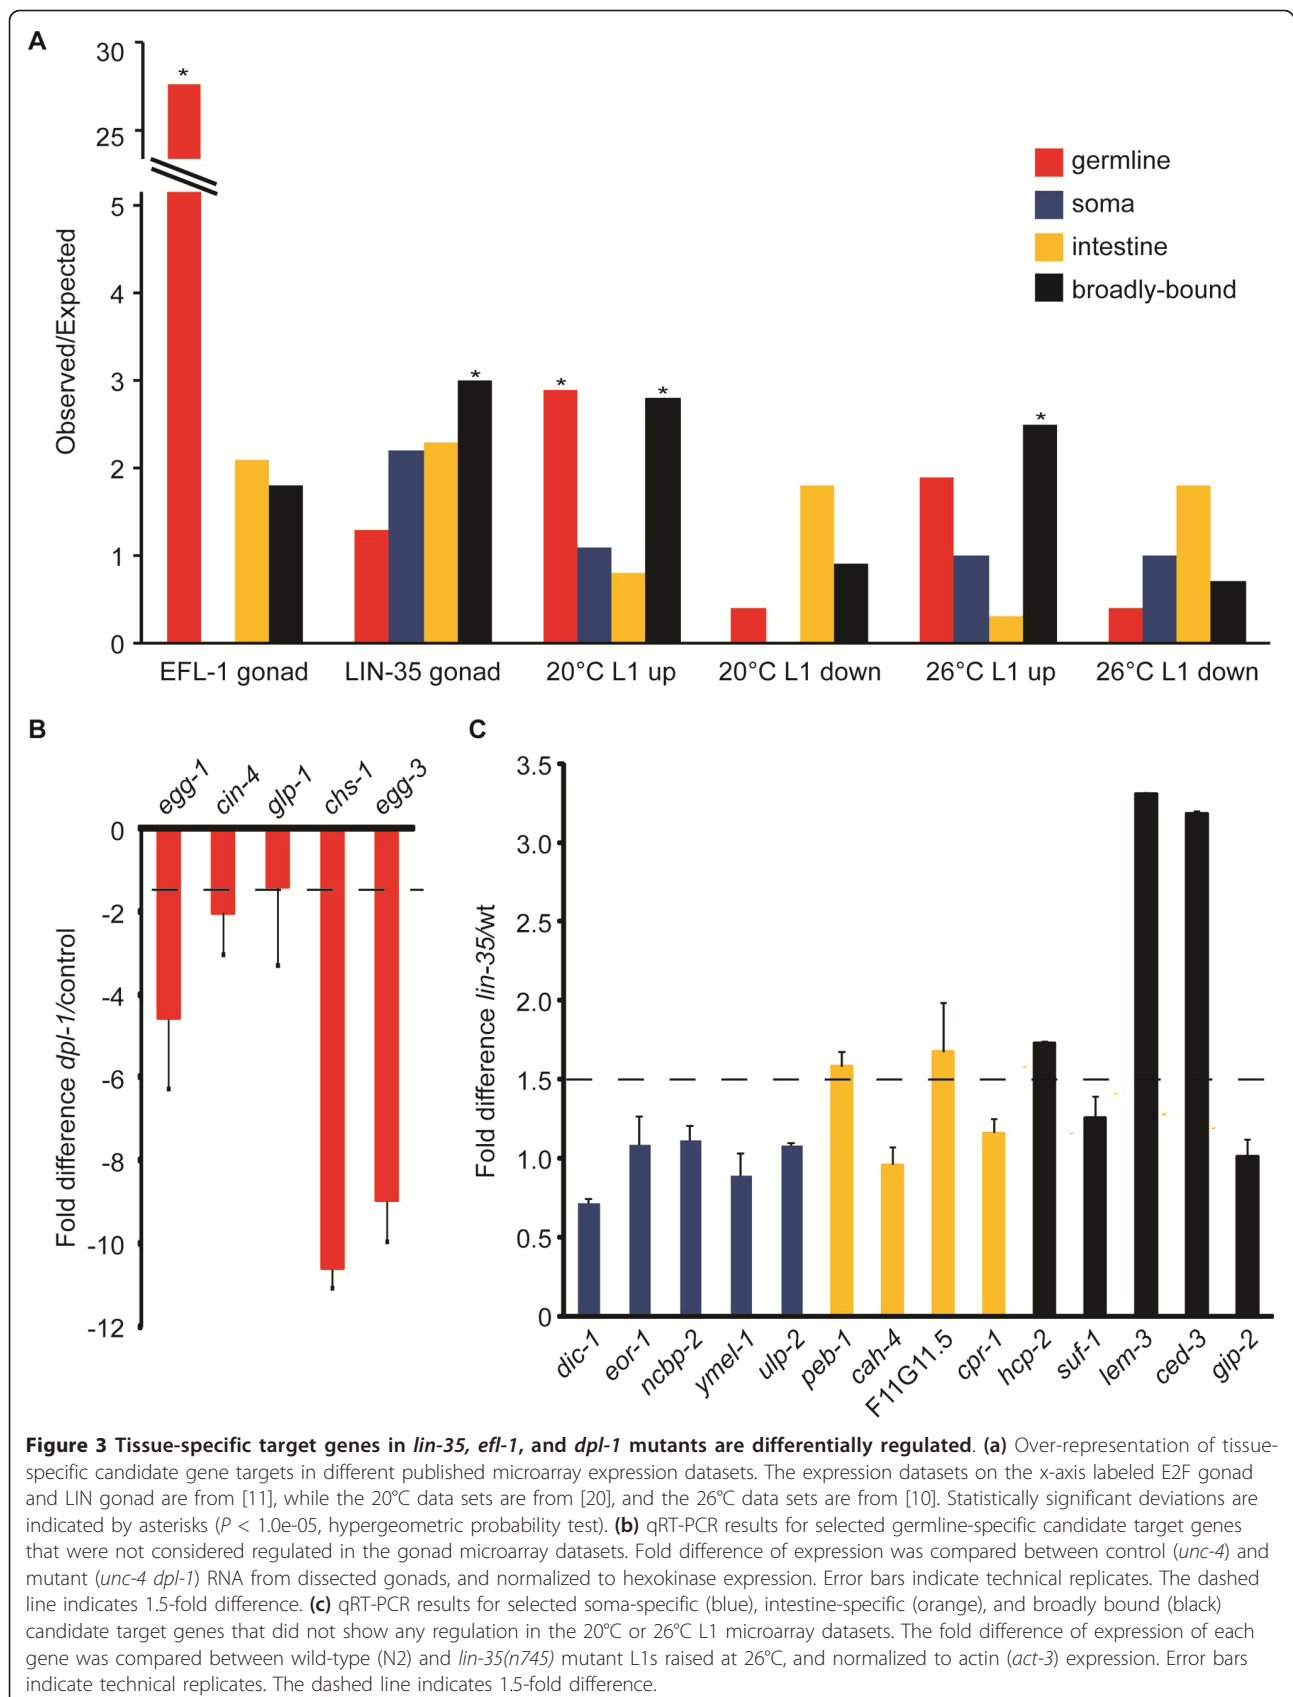 A
30
25
5
4
3
2
1
0
Observed/Expected
*
*
*
*
*
germline
soma
intestine
broadly-bound
EFL-1 gonad
LIN-35 gonad
20°C L1 up
20°C L1 down
26°C L1 up
26°C L1 down
B
egg-1
cin-4
glp-1
chs-1
egg-3
0
-2
-4
-6
-8
-10
-12
Fold difference dpl-1/control
C
3.5
3.0
2.5
2.0
1.5
1.0
0.5
0
Fold difference lin-35/wt
dic-1
eor-1
ncbp-2
ymel-1
ulp-2
peb-1
cah-4
F11G11.5
cpr-1
hcp-2
suf-1
lem-3
ced-3
gip-2
Figure 3 Tissue-specific target genes in lin-35, efl-1, and dpl-1 mutants are differentially regulated. (a) Over-representation of tissue-
specific candidate gene targets in different published microarray expression datasets. The expression datasets on the x-axis labeled E2F gonad
and LIN gonad are from [11], while the 20°C data sets are from [20], and the 26°C data sets are from [10]. Statistically significant deviations are
indicated by asterisks (P < 1.0e-05, hypergeometric probability test). (b) qRT-PCR results for selected germline-specific candidate target genes
that were not considered regulated in the gonad microarray datasets. Fold difference of expression was compared between control (unc-4) and
mutant (unc-4 dpl-1) RNA from dissected gonads, and normalized to hexokinase expression. Error bars indicate technical replicates. The dashed
line indicates 1.5-fold difference. (c) qRT-PCR results for selected soma-specific (blue), intestine-specific (orange), and broadly bound (black)
candidate target genes that did not show any regulation in the 20°C or 26°C L1 microarray datasets. The fold difference of expression of each
gene was compared between wild-type (N2) and lin-35(n745) mutant L1s raised at 26°C, and normalized to actin (act-3) expression. Error bars
indicate technical replicates. The dashed line indicates 1.5-fold difference.